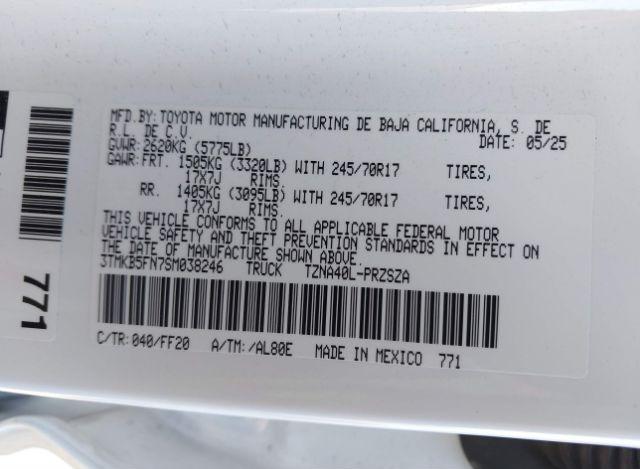 MFD.BY: TOYOTA MOTOR MANUFACTURING DE BAJA CALIFORNIA, S. DE
R.L. DE C.V. DATE: 05/25
GVWR:2620KG (5775LB)
GAWR:FRT. 1505KG (3320LB) WITH 245/70R17 TIRES,
17X7J RIMS.
RR. 1405KG (3095LB) WITH 245/70R17 TIRES,
17X7J RIMS.
THIS VEHICLE CONFORMS TO ALL APPLICABLE FEDERAL MOTOR
VEHICLE SAFETY AND THEFT PREVENTION STANDARDS IN EFFECT ON
THE DATE OF MANUFACTURE SHOWN ABOVE.
3TMKB5FN7SM038246 TRUCK TZNA40L-PRZSZA
C/TR:040/FF20 A/TM:/AL80E MADE IN MEXICO 771
771